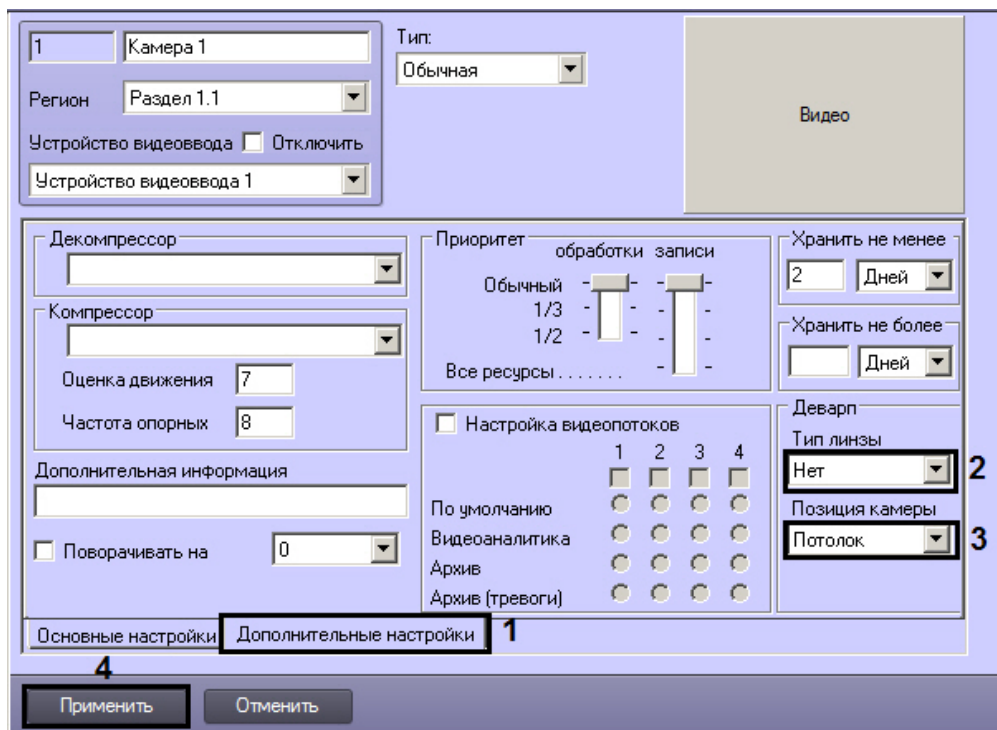 1
Камера 1
Регион
Раздел 1.1
Устройство видеоввода
Отключить
Устройство видеоввода 1
Тип:
Обычная
Видео
Декомпрессор
Компрессор
Оценка движения
7
Частота опорных
8
Дополнительная информация
Поворачивать на
0
Приоритет
обработки записи
Обычный
1/3
1/2
Все ресурсы . . . . . . .
Настройка видеопотоков
1 2 3 4
По умолчанию
Видеоаналитика
Архив
Архив (тревоги)
Хранить не менее
2
Дней
Хранить не более
Дней
Деварп
Тип линзы
Нет
2
Позиция камеры
Потолок
3
Основные настройки
Дополнительные настройки
1
4
Применить
Отменить